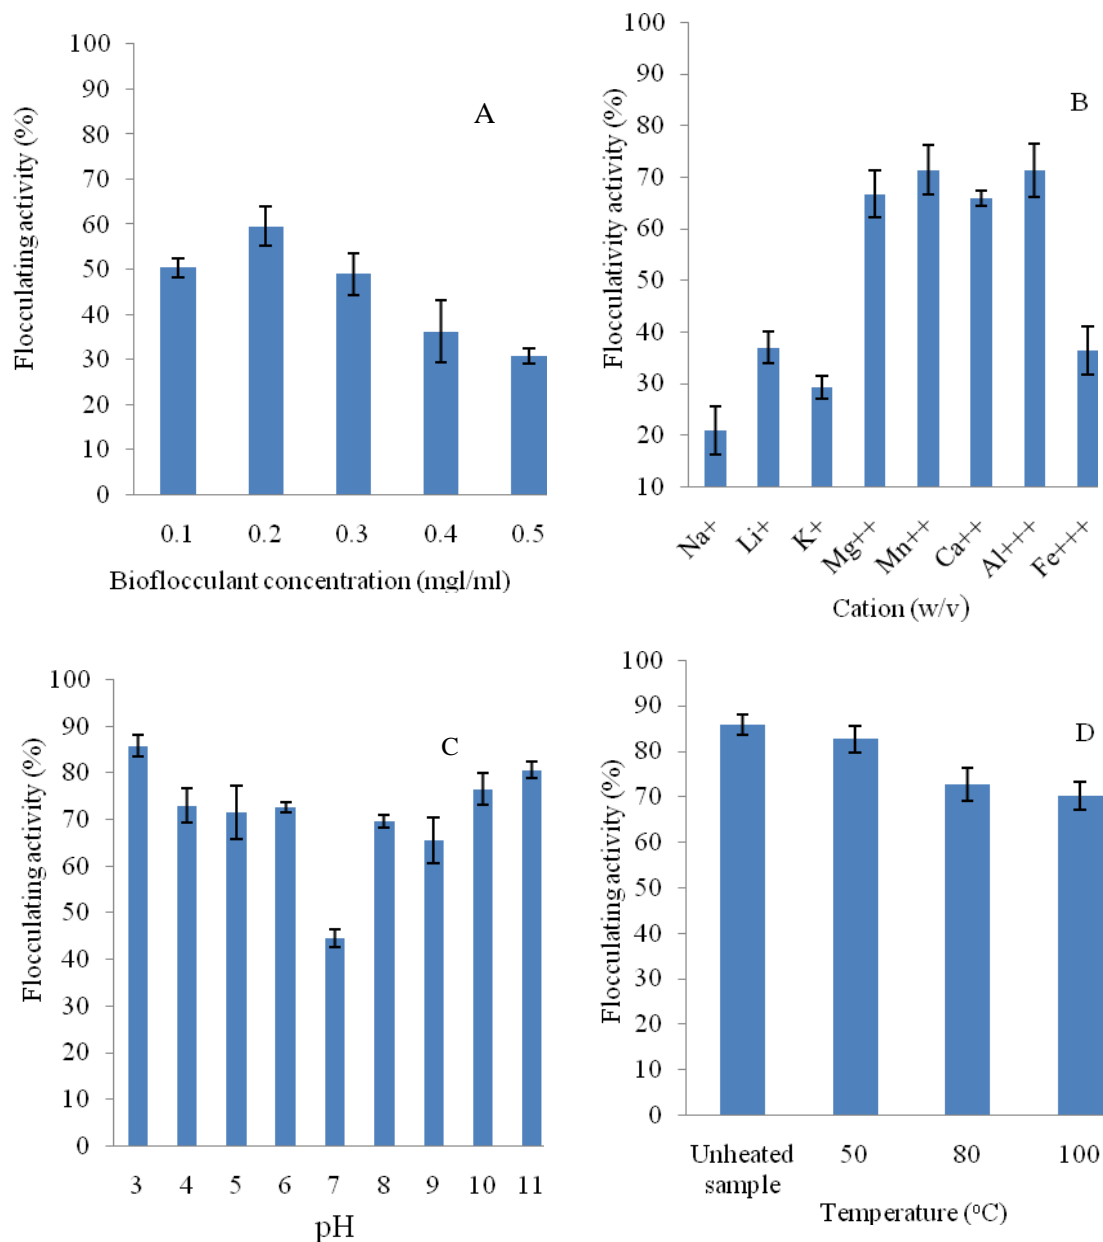 100
90
80
70
60
50
40
30
20
10
0
Flocculating activity (%)
A
0.1 0.2 0.3 0.4 0.5
Bioflocculant concentration (mgl/ml)
100
90
80
70
60
50
40
30
20
10
Flocculativity activity (%)
B
Na+ Li+ K+ Mg++ Mn++ Ca++ Al+++ Fe+++
Cation (w/v)
100
90
80
70
60
50
40
30
20
10
0
Flocculating activity (%)
C
3 4 5 6 7 8 9 10 11
pH
100
90
80
70
60
50
40
30
20
10
0
Flocculating activity (%)
D
Unheated 50 80 100
sample
Temperature (°C)